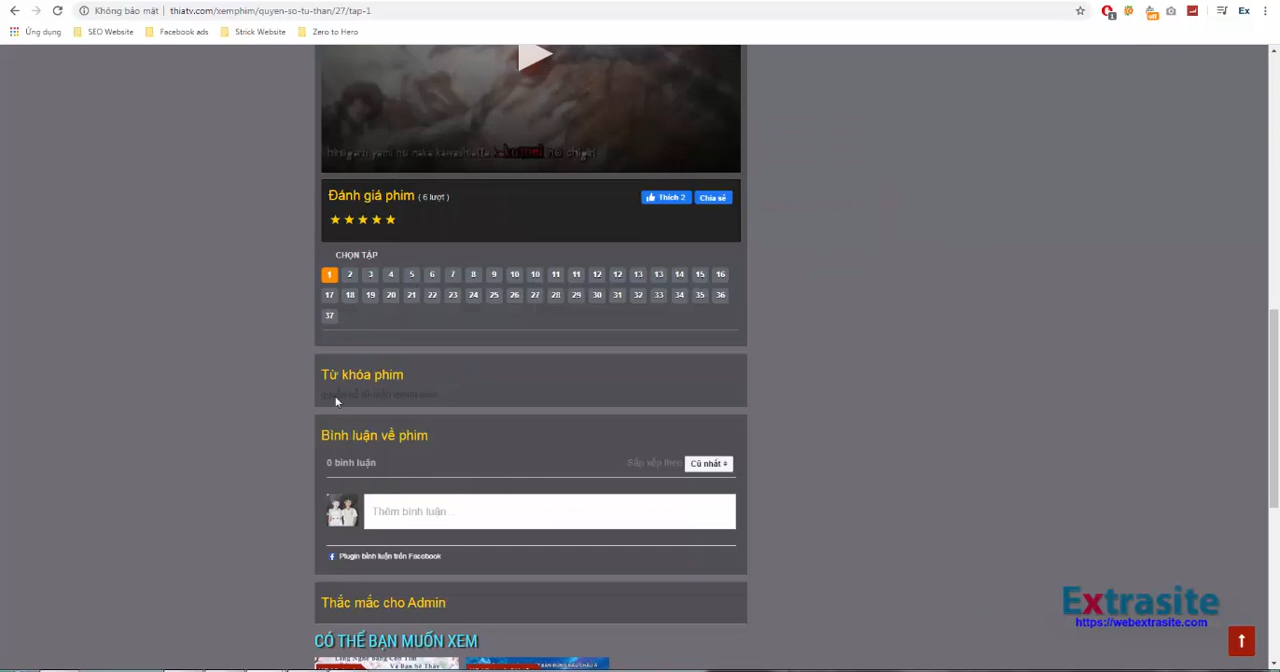 Không bảo mật | thiatv.com/xemphim/quyen-so-tu-than/27/tap-1
Ex
Ứng dụng SEO Website Facebook ads Strick Website Zero to Hero
Đánh giá phim ( 6 lượt ) Thích 2 Chia sẻ
CHỌN TẬP
1 2 3 4 5 6 7 8 9 10 10 11 11 12 12 13 13 14 15 16
17 18 19 20 21 22 23 24 25 26 27 28 29 30 31 32 33 34 35 36
37
Từ khóa phim
Bình luận về phim
0 bình luận Sắp xếp theo Cũ nhất
Thêm bình luận...
Plugin bình luận trên Facebook
Thắc mắc cho Admin
CÓ THỂ BẠN MUỐN XEM
Extrasite
https://webextrasite.com